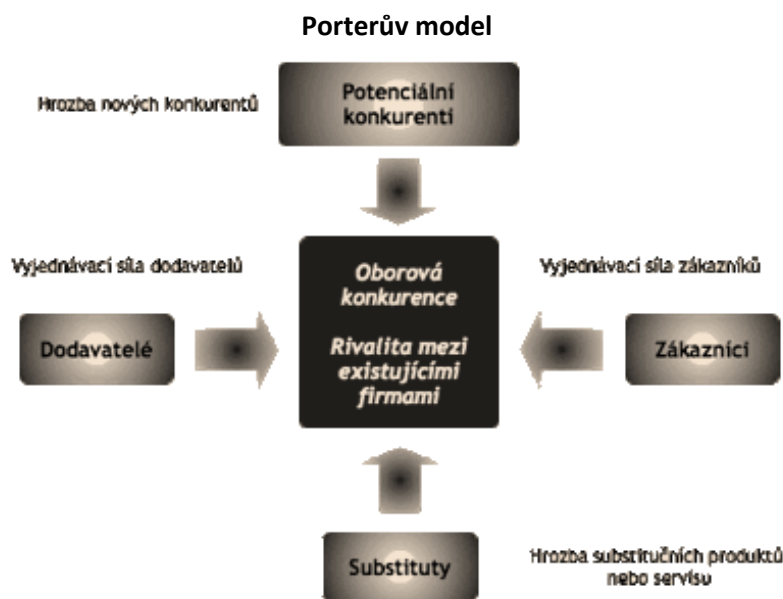 Porterův model
Hrozba nových konkurentů
Potenciální
konkurenti
Vyjednávací síla dodavatelů
Dodavatelé
Oborová
konkurence
Rivalita mezi
existujícími
firmami
Vyjednávací síla zákazníků
Zákazníci
Substituty
Hrozba substitučních produktů
nebo servisu